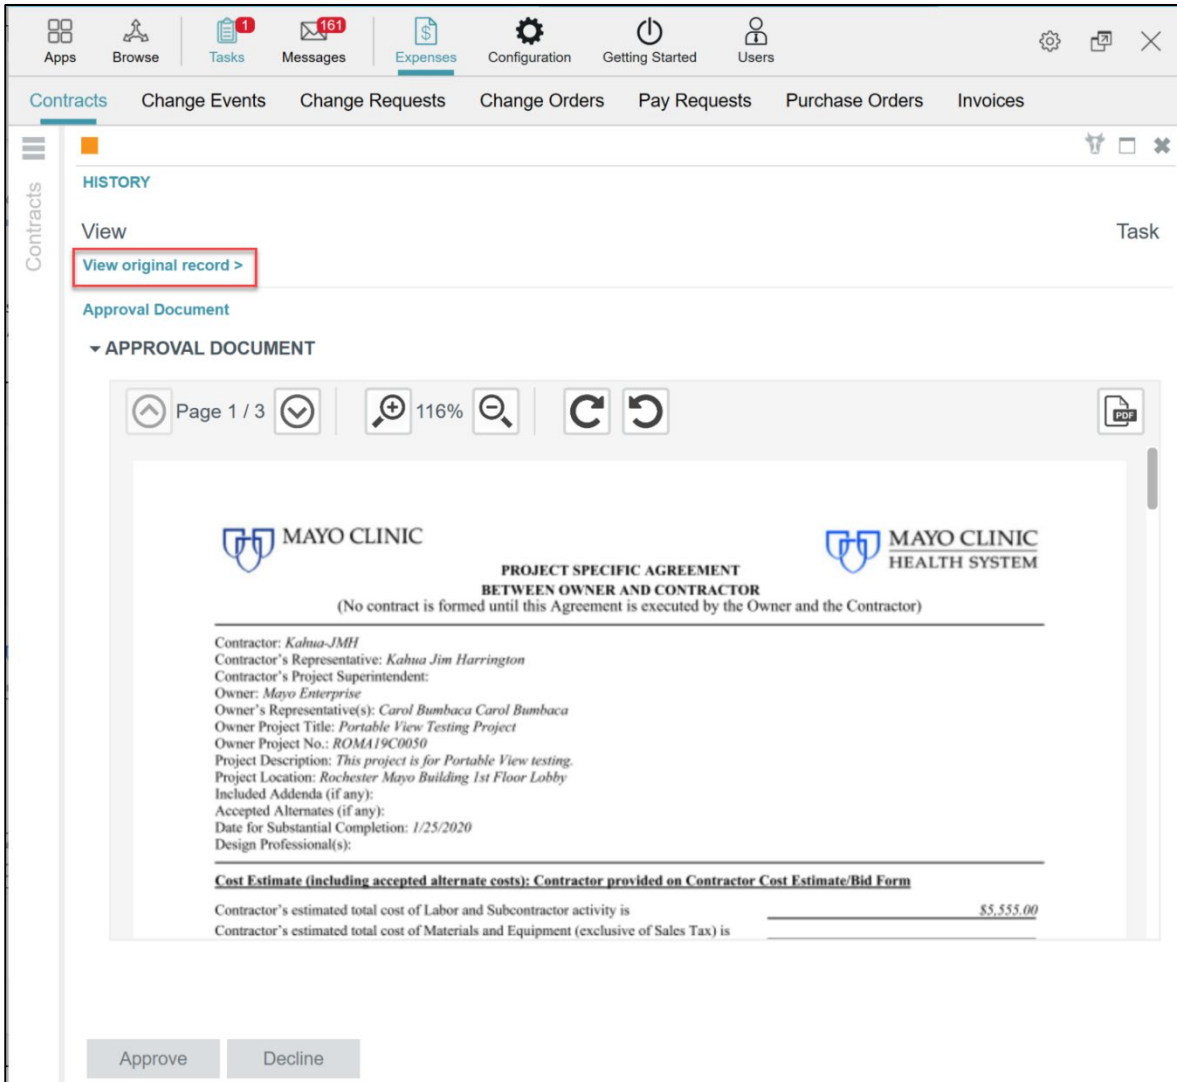 1 161
Apps Browse Tasks Messages Expenses Configuration Getting Started Users
Contracts Change Events Change Requests Change Orders Pay Requests Purchase Orders Invoices
Contracts
HISTORY
View Task
View original record >
Approval Document
APPROVAL DOCUMENT
Page 1 / 3 116% PDF
MAYO CLINIC
MAYO CLINIC
HEALTH SYSTEM
PROJECT SPECIFIC AGREEMENT
BETWEEN OWNER AND CONTRACTOR
(No contract is formed until this Agreement is executed by the Owner and the Contractor)
Contractor: Kahua-JMH
Contractor's Representative: Kahua Jim Harrington
Contractor's Project Superintendent:
Owner: Mayo Enterprise
Owner's Representative(s): Carol Bumbaca Carol Bumbaca
Owner Project Title: Portable View Testing Project
Owner Project No.: ROMA19C0050
Project Description: This project is for Portable View testing.
Project Location: Rochester Mayo Building 1st Floor Lobby
Included Addenda (if any):
Accepted Alternates (if any):
Date for Substantial Completion: 1/25/2020
Design Professional(s):
Cost Estimate (including accepted alternate costs): Contractor provided on Contractor Cost Estimate/Bid Form
Contractor's estimated total cost of Labor and Subcontractor activity is $5,555.00
Contractor's estimated total cost of Materials and Equipment (exclusive of Sales Tax) is
Approve Decline